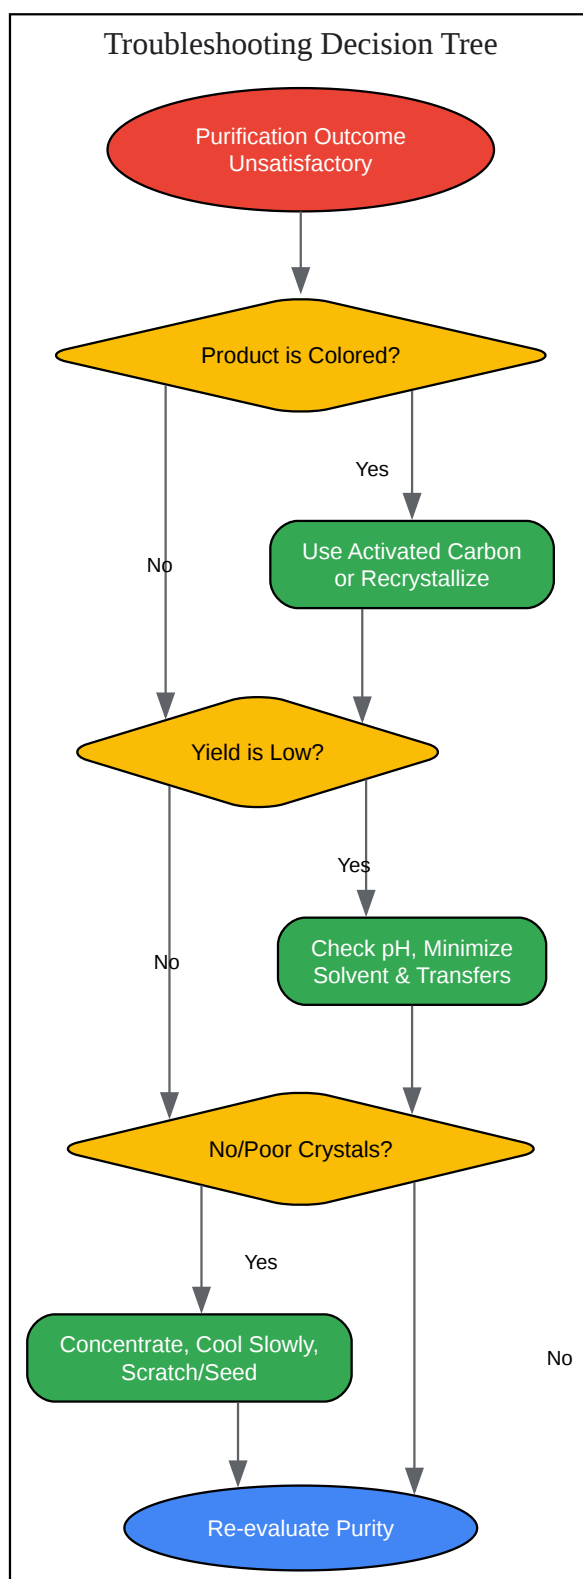 Troubleshooting Decision Tree
Purification Outcome
Unsatisfactory
Product is Colored?
Yes
No
Use Activated Carbon
or Recrystallize
Yield is Low?
Yes
No
Check pH, Minimize
Solvent & Transfers
No/Poor Crystals?
Yes
Concentrate, Cool Slowly,
Scratch/Seed
No
Re-evaluate Purity